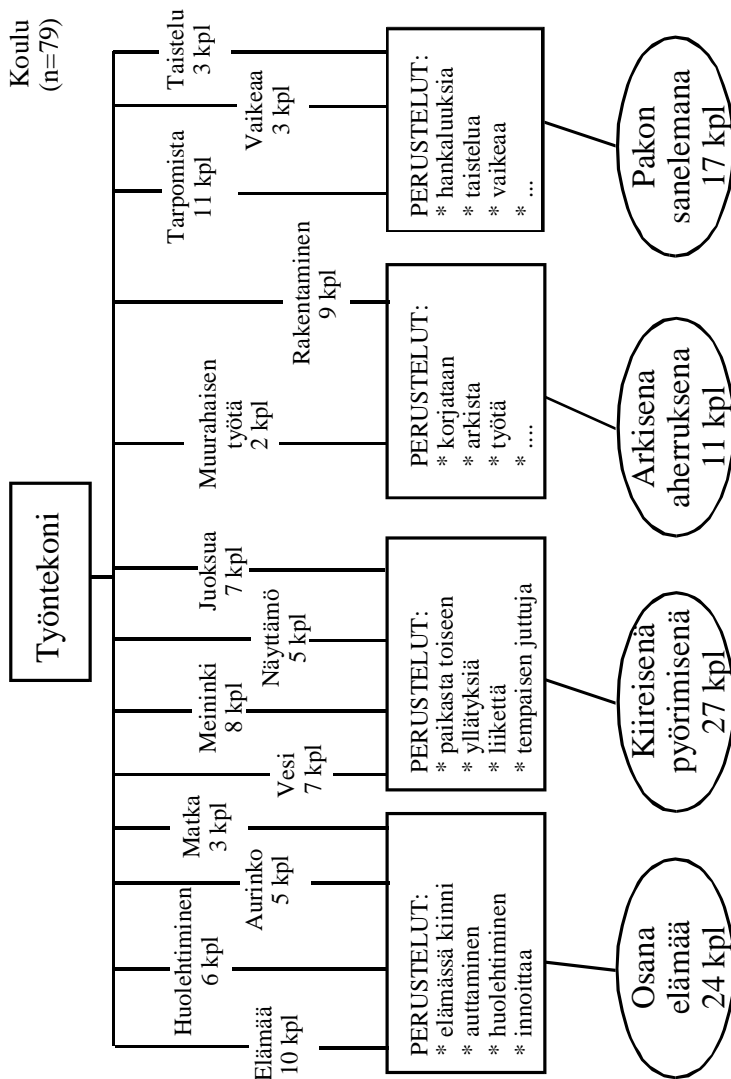 Koulu
(n=79)
Työntekoni
Elämää
10 kpl
Huolehtiminen
6 kpl
Aurinko
5 kpl
Matka
3 kpl
Vesi
7 kpl
Meininki
8 kpl
Näyttämö
5 kpl
Juoksua
7 kpl
Muurahaisen
työtä
2 kpl
Rakentaminen
9 kpl
Tarpomista
11 kpl
Vaikeaa
3 kpl
Taistelu
3 kpl
PERUSTELUT:
* elämässä kiinni
* auttaminen
* huolehtiminen
* innoittaa
PERUSTELUT:
* paikasta toiseen
* yllätyksiä
* liikettä
* tempaisen juttuja
PERUSTELUT:
* korjataan
* arkista
* työtä
* ....
PERUSTELUT:
* hankaluuksia
* taistelua
* vaikeaa
* ...
Osana
elämää
24 kpl
Kiireisenä
pyörimisenä
27 kpl
Arkisena
aherruksena
11 kpl
Pakon
sanelemana
17 kpl